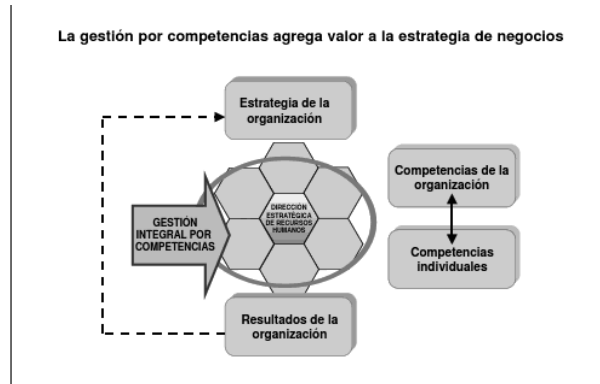 La gestión por competencias agrega valor a la estrategia de negocios
Estrategia de la
organización
Competencias de la
organización
DIRECCIÓN
ESTRATÉGICA
DE RECURSOS
HUMANOS
GESTIÓN
INTEGRAL POR
COMPETENCIAS
Competencias
individuales
Resultados de la
organización